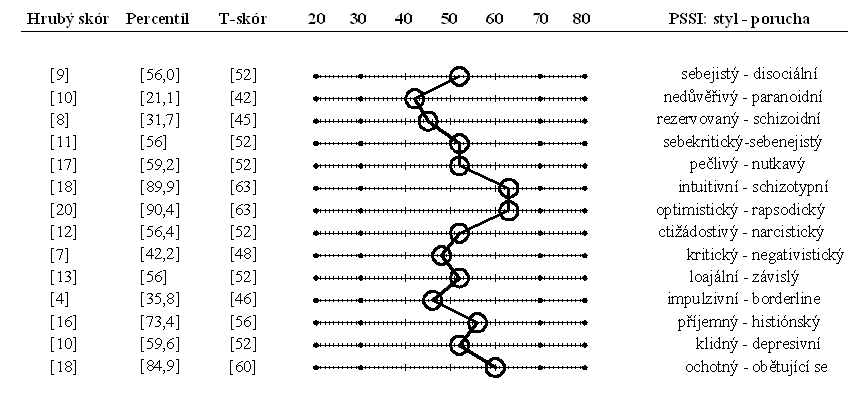 Hrubý skór Percentil T-skór 20 30 40 50 60 70 80 PSSI: styl - porucha
[9] [56,0] [52] sebejistý - disociální
[10] [21,1] [42] nedůvěřivý - paranoidní
[8] [31,7] [45] rezervovaný - schizoidní
[11] [56] [52] sebekritický-sebenejistý
[17] [59,2] [52] pečlivý - nutkavý
[18] [89,9] [63] intuitivní - schizotypní
[20] [90,4] [63] optimistický - rapsodický
[12] [56,4] [52] ctižádostivý - narcistický
[7] [42,2] [48] kritický - negativistický
[13] [56] [52] loajální - závislý
[4] [35,8] [46] impulzivní - borderline
[16] [73,4] [56] příjemný - histiónský
[10] [59,6] [52] klidný - depresivní
[18] [84,9] [60] ochotný - obětující se